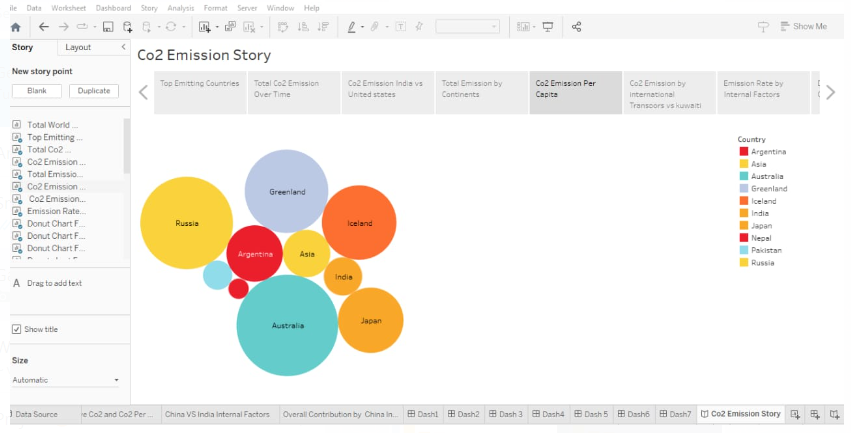 ile Data Worksheet Dashboard Story Analysis Format Server Window Help
Show Me
Story Layout
New story point
Blank Duplicate
Total World ...
Top Emitting ...
Total Co2 ...
Co2 Emission ...
Total Emissio...
Co2 Emission ...
Co2 Emission...
Emission Rate...
Donut Chart F...
Donut Chart F...
Donut Chart F...
A Drag to add text
Show title
Size
Automatic
Co2 Emission Story
Top Emitting Countries
Total Co2 Emission
Over Time
Co2 Emission India vs
United states
Total Emission by
Continents
Co2 Emission Per
Capita
Co2 Emission by
international
Transpors vs kuwaiti
Emission Rate by
Internal Factors
Greenland
Russia
Iceland
Argentina
Asia
India
Australia
Japan
Country
Argentina
Asia
Australia
Greenland
Iceland
India
Japan
Nepal
Pakistan
Russia
Data Source
ve Co2 and Co2 Per ...
China VS India Internal Factors
Overall Contribution by China In...
Dash1
Dash2
Dash 3
Dash4
Dash 5
Dash6
Dash7
Co2 Emission Story